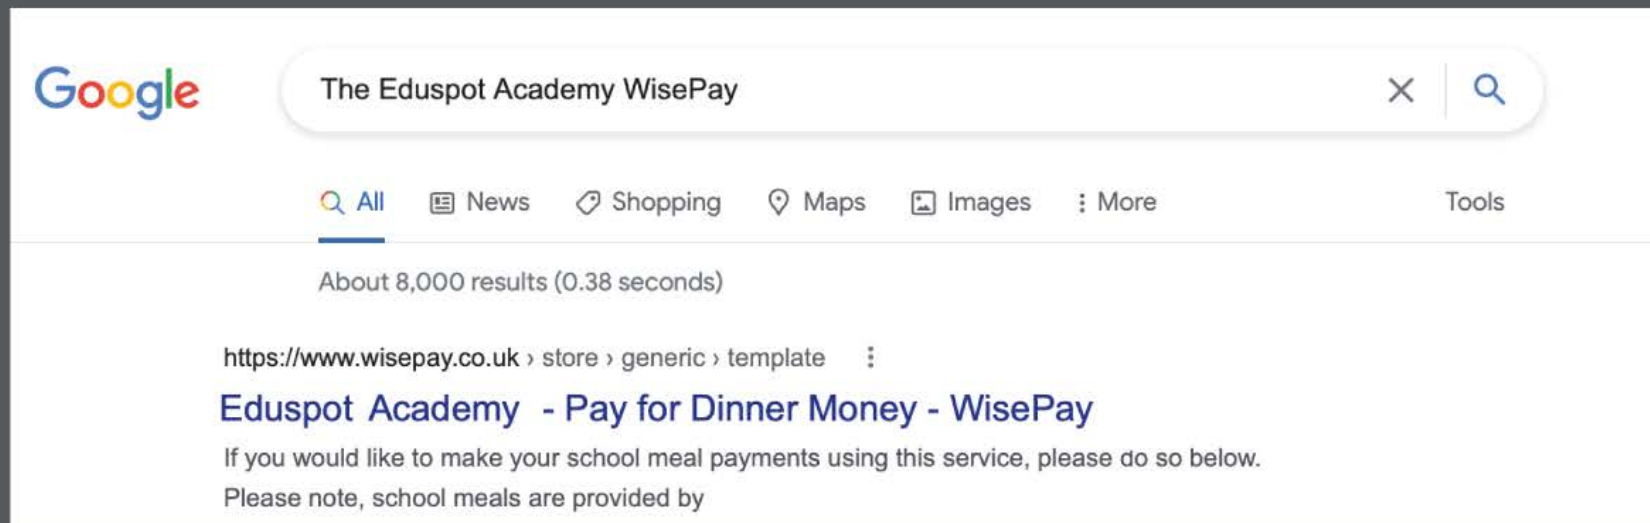 Google
The Eduspot Academy WisePay
All News Shopping Maps Images More Tools
About 8,000 results (0.38 seconds)
https://www.wisepay.co.uk › store › generic › template
Eduspot Academy - Pay for Dinner Money - WisePay
If you would like to make your school meal payments using this service, please do so below.
Please note, school meals are provided by